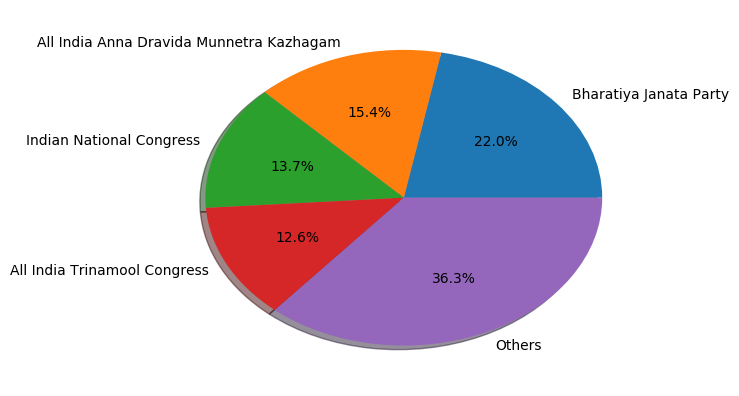 All India Anna Dravida Munnetra Kazhagam
Bharatiya Janata Party
15.4%
22.0%
Indian National Congress
13.7%
12.6%
All India Trinamool Congress
36.3%
Others